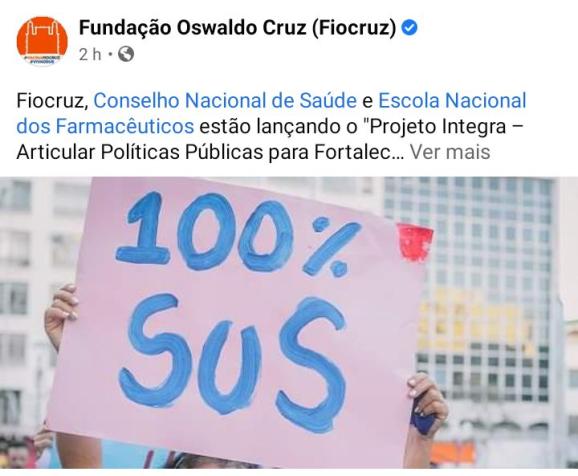 Fundação Oswaldo Cruz (Fiocruz)
2 h
Fiocruz, Conselho Nacional de Saúde e Escola Nacional
dos Farmacêuticos estão lançando o "Projeto Integra –
Articular Políticas Públicas para Fortalec... Ver mais
100%
SUS